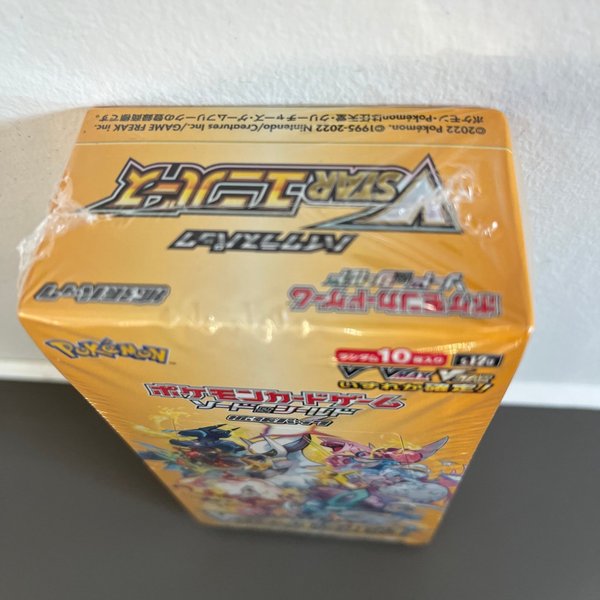 ©2022 Pokémon. ©1995-2022 Nintendo/Creatures Inc./GAME FREAK inc.
ポケモン・Pokémonは任天堂・クリーチャーズ・ゲームフリークの登録商標です。
VSTARユニバース
ハイクラスパック
ポケモンカードゲーム
ソード&シールド
拡張パック
Pokémon
s12a
10
ポケモンカードゲーム
ソード&シールド